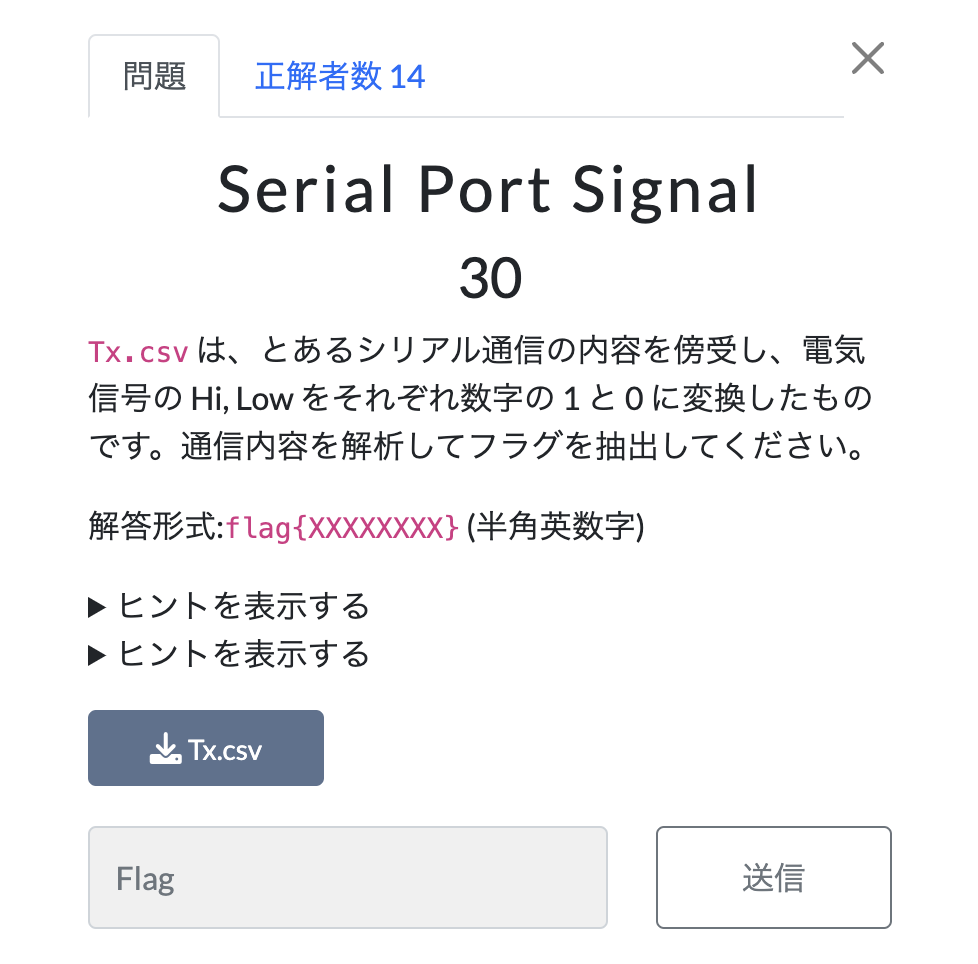 問題
正解者数 14
Serial Port Signal
30
Tx.csv は、とあるシリアル通信の内容を傍受し、電気
信号の Hi, Low をそれぞれ数字の 1 と 0 に変換したもの
です。通信内容を解析してフラグを抽出してください。
解答形式:flag{XXXXXXXX} (半角英数字)
▶ ヒントを表示する
▶ ヒントを表示する
Tx.csv
Flag
送信